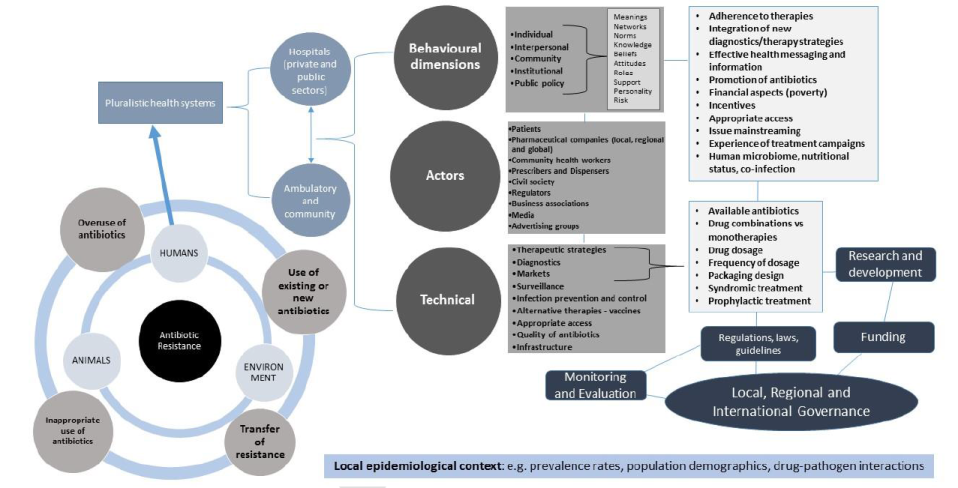 Pluralistic health systems
Hospitals
(private and
public
sectors)
Ambulatory
and
community
Overuse of
antibiotics
HUMANS
Use of
existing or
new
antibiotics
Antibiotic
Resistance
ANIMALS
ENVIRON
MENT
Inappropriate
use of
antibiotics
Transfer
of
resistance
Behavioural
dimensions
Actors
Technical
•Individual
•Interpersonal
•Community
•Institutional
•Public policy
Meanings
Networks
Norms
Knowledge
Beliefs
Attitudes
Roles
Support
Personality
Risk
•Patients
•Pharmaceutical companies (local, regional
and global)
•Community health workers
•Prescribers and Dispensers
•Civil society
•Regulators
•Business associations
•Media
•Advertising groups
•Therapeutic strategies
•Diagnostics
•Markets
•Surveillance
•Infection prevention and control
•Alternative therapies - vaccines
•Appropriate access
•Quality of antibiotics
•Infrastructure
• Adherence to therapies
• Integration of new
diagnostics/therapy strategies
• Effective health messaging and
information
• Promotion of antibiotics
• Financial aspects (poverty)
• Incentives
• Appropriate access
• Issue mainstreaming
• Experience of treatment campaigns
• Human microbiome, nutritional
status, co-infection
• Available antibiotics
• Drug combinations vs
monotherapies
• Drug dosage
• Frequency of dosage
• Packaging design
• Syndromic treatment
• Prophylactic treatment
Research and
development
Regulations, laws,
guidelines
Funding
Monitoring
and Evaluation
Local, Regional and
International Governance
Local epidemiological context: e.g. prevalence rates, population demographics, drug-pathogen interactions